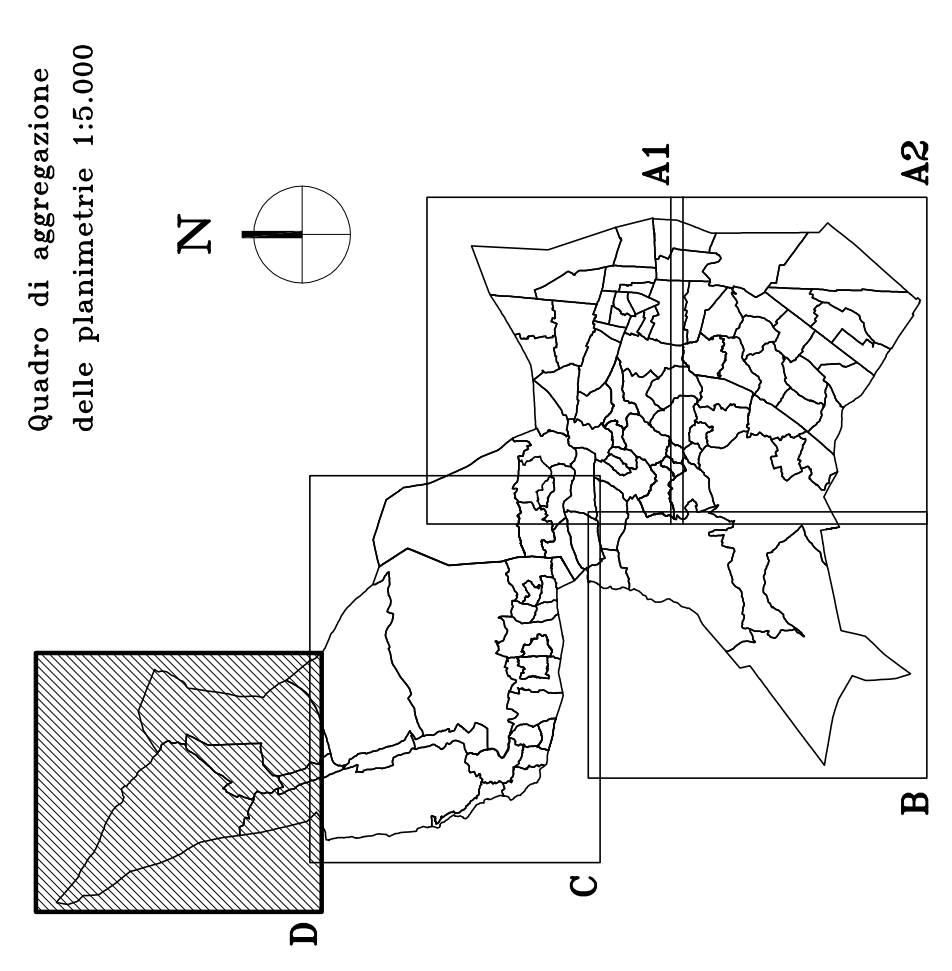 Quadro di aggregazione
delle planimetrie 1:5.000
N
A1
A2
B
C
D